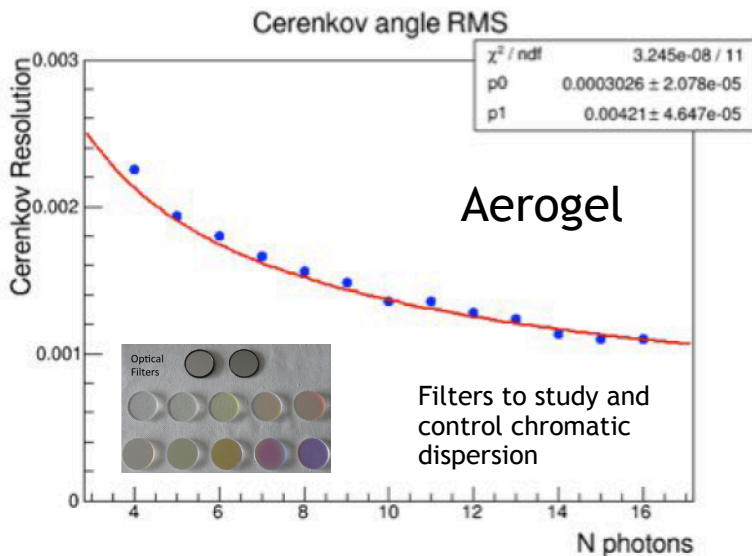 Cerenkov angle RMS
χ² / ndf 3.245e-08 / 11
p0 0.0003026 ± 2.078e-05
p1 0.00421 ± 4.647e-05
Cerenkov Resolution
0.003
0.002
0.001
0
Aerogel
Optical
Filters
Filters to study and
control chromatic
dispersion
4 6 8 10 12 14 16
N photons